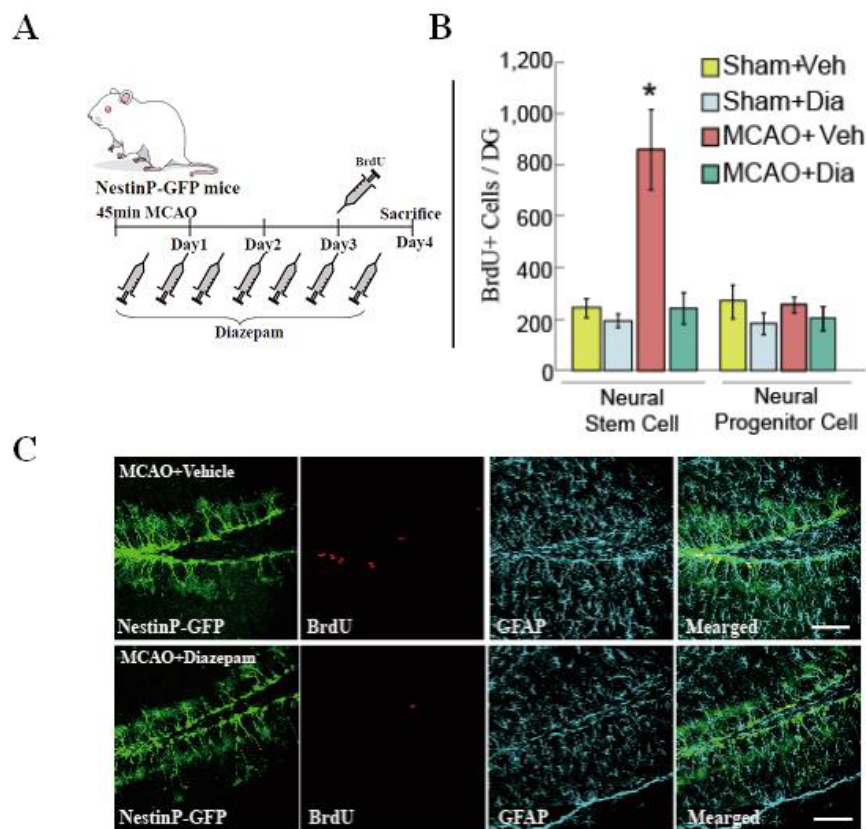 A
BrdU
NestinP-GFP mice
45min MCAO
Sacrifice
Day1
Day2
Day3
Day4
Diazepam
B
1,200
1,000
800
600
400
200
0
BrdU+ Cells / DG
*
Sham+Veh
Sham+Dia
MCAO+Veh
MCAO+Dia
Neural
Stem Cell
Neural
Progenitor Cell
C
MCAO+Vehicle
NestinP-GFP
BrdU
GFAP
Mearged
MCAO+Diazepam
NestinP-GFP
BrdU
GFAP
Mearged